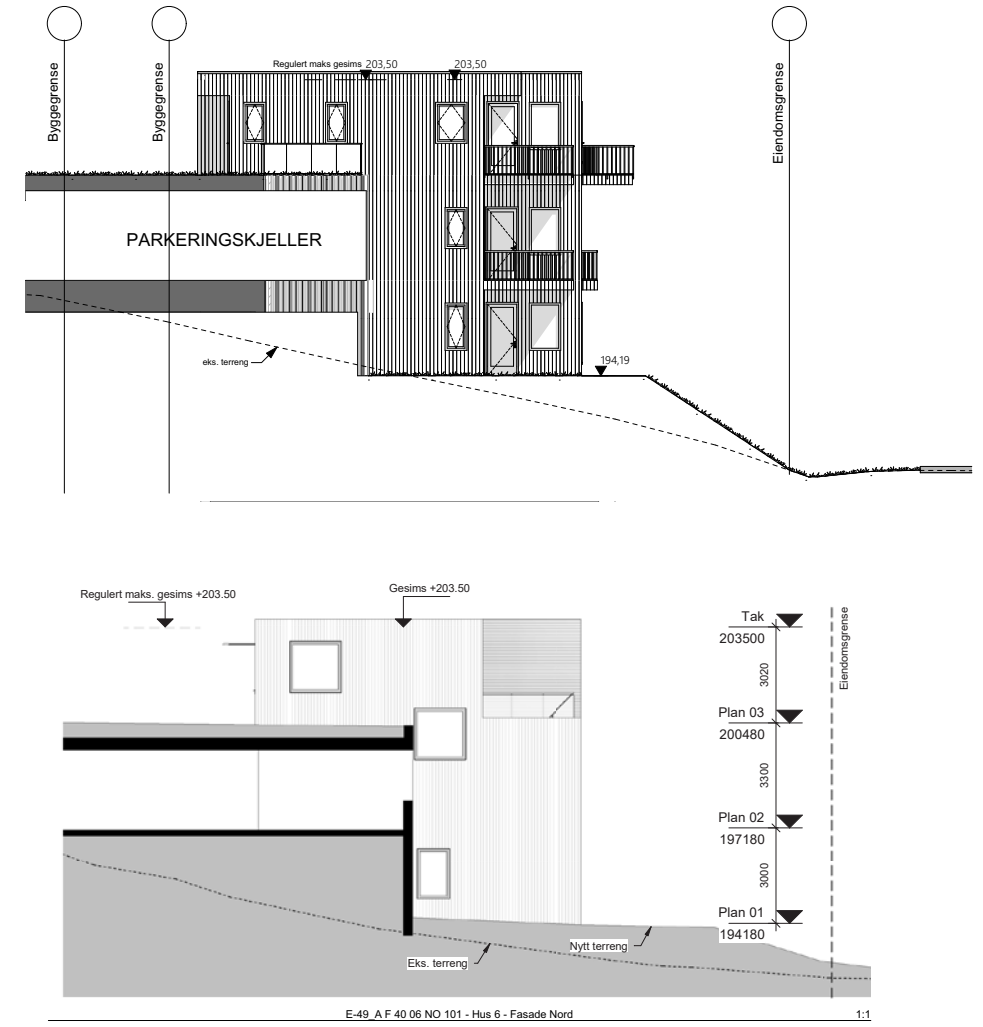 Byggegrense
Byggegrense
Eiendomsgrense
Regulert maks gesims 203,50
203,50
PARKERINGSKJELLER
eks. terreng
194,19
Regulert maks. gesims +203.50
Gesims +203.50
Tak
203500
3020
Plan 03
200480
3300
Plan 02
197180
3000
Plan 01
194180
Eiendomsgrense
Nytt terreng
Eks. terreng
E-49_A F 40 06 NO 101 - Hus 6 - Fasade Nord
1:1